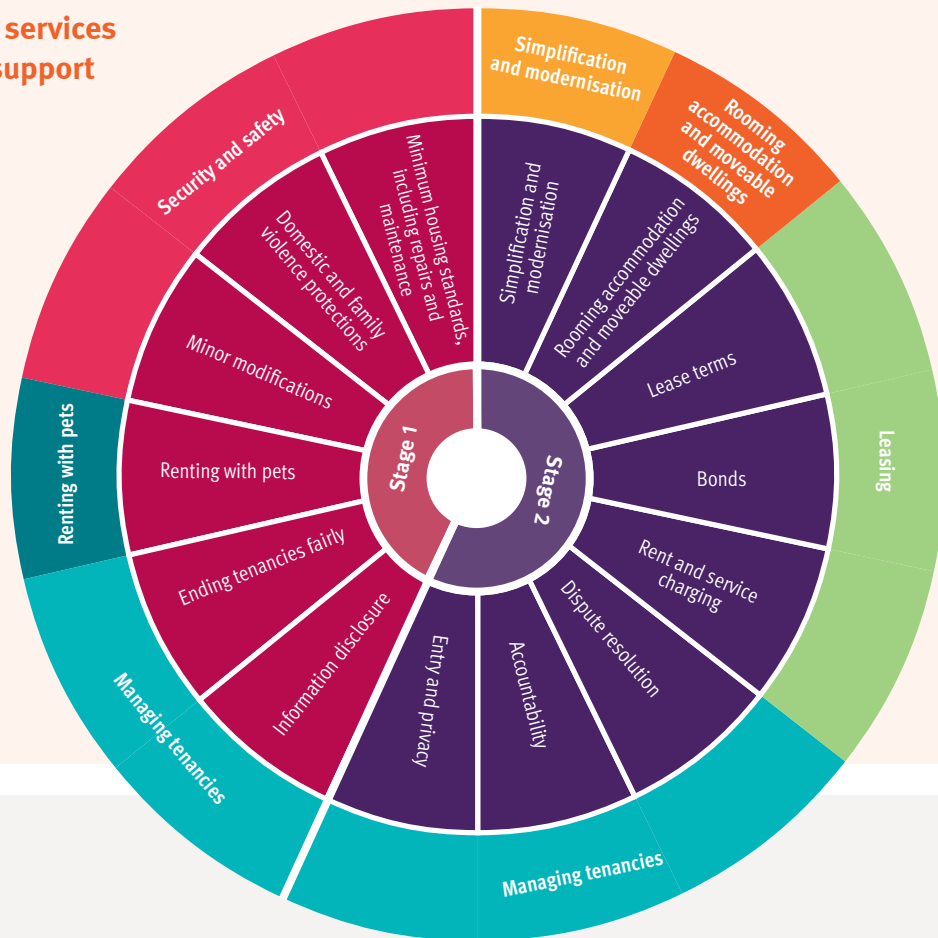 services
support
Simplification
and modernisation
Rooming
accommodation
and moveable
dwellings
Leasing
Managing tenancies
Managing tenancies
Renting with pets
Security and safety
Simplification and
modernisation
Rooming accommodation
and moveable dwellings
Lease terms
Bonds
Rent and service
charging
Dispute resolution
Accountability
Entry and privacy
Information disclosure
Ending tenancies fairly
Renting with pets
Minor modifications
Domestic and family
violence protections
Minimum housing standards,
including repairs and
maintenance
Stage 1
Stage 2